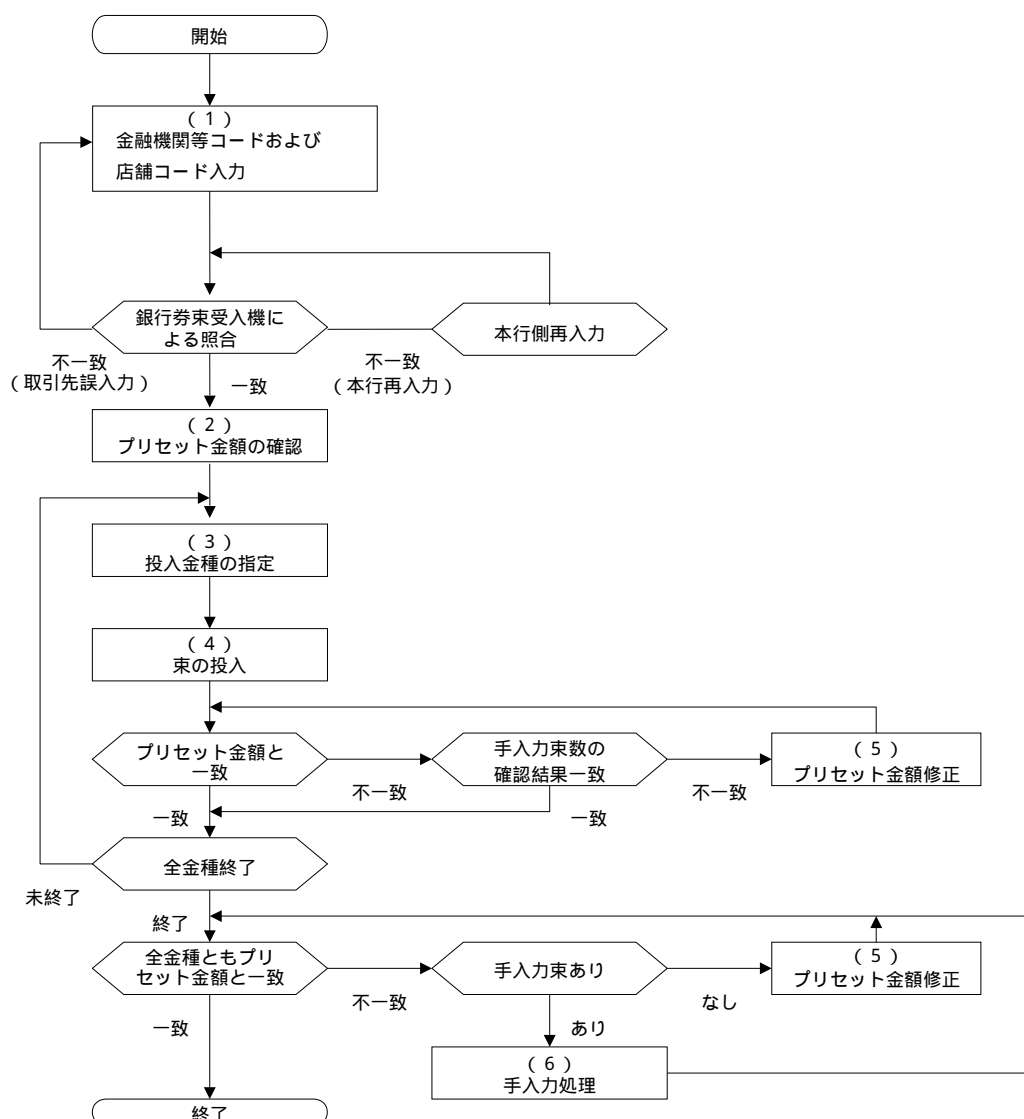 開始
（１）
金融機関等コードおよび
店舗コード入力
銀行券束受入機に
よる照合
本行側再入力
不一致
（取引先誤入力）
一致
不一致
（本行再入力）
（２）
プリセット金額の確認
（３）
投入金種の指定
（４）
束の投入
プリセット金額と
一致
手入力束数の
確認結果一致
（５）
プリセット金額修正
不一致
不一致
一致
一致
全金種終了
未終了
終了
全金種ともプリ
セット金額と一致
手入力束あり
（５）
プリセット金額修正
不一致
なし
一致
あり
（６）
手入力処理
終了